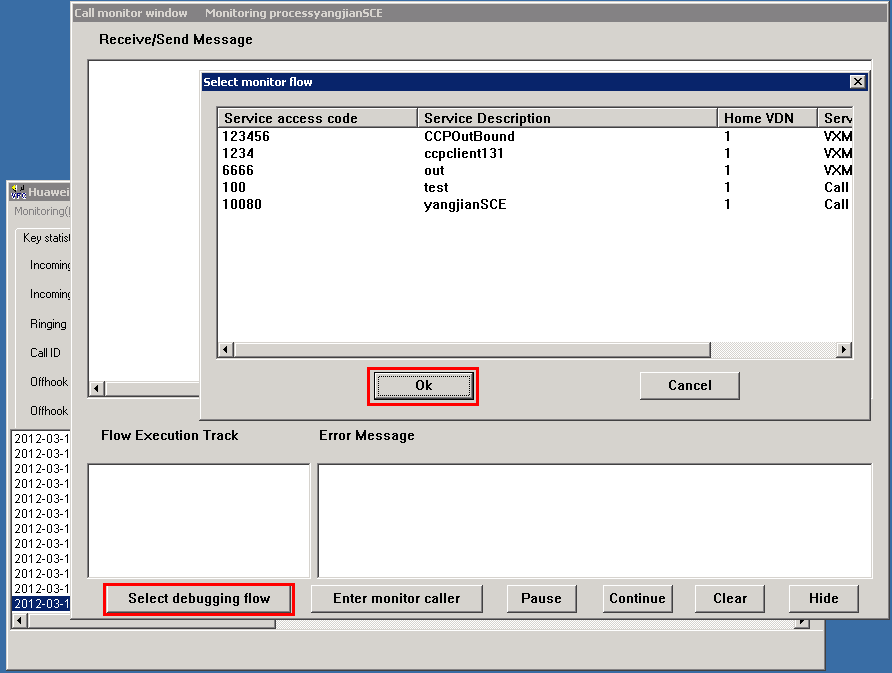 Call monitor window Monitoring processyangjianSCE
Receive/Send Message
Select monitor flow
Service access code Service Description Home VDN Serv
123456 CCPOutBound 1 VXM
1234 ccpclient131 1 VXM
6666 out 1 VXM
100 test 1 Call
10080 yangjianSCE 1 Call
Ok Cancel
Huawei
Monitoring(
Key statist
Incoming
Incoming
Ringing
Call ID
Offhook
Offhook
Flow Execution Track Error Message
2012-03-1
2012-03-1
2012-03-1
2012-03-1
2012-03-1
2012-03-1
2012-03-1
2012-03-1
2012-03-1
2012-03-1
2012-03-1
2012-03-1
Select debugging flow Enter monitor caller Pause Continue Clear Hide